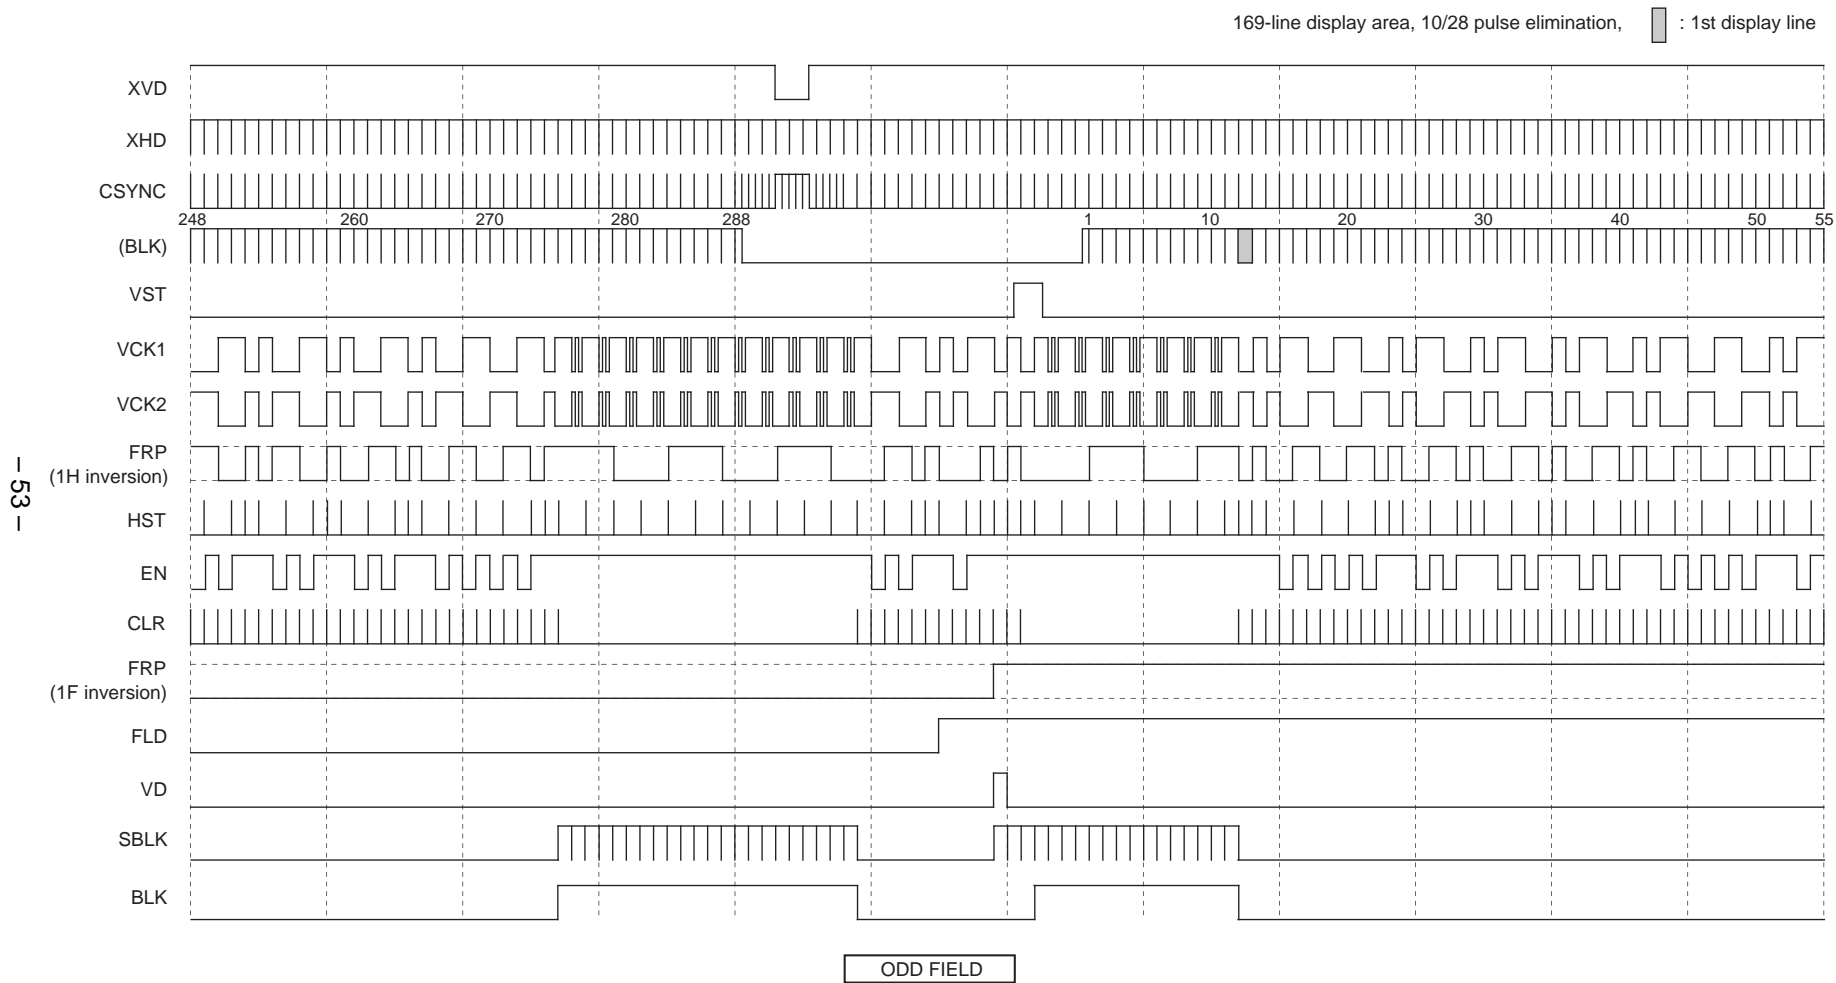 169-line display area, 10/28 pulse elimination, : 1st display line
XVD
XHD
CSYNC
248 260 270 280 288 1 10 20 30 40 50 55
(BLK)
VST
VCK1
VCK2
FRP
(1H inversion)
HST
EN
CLR
FRP
(1F inversion)
FLD
VD
SBLK
BLK
ODD FIELD
– 53 –